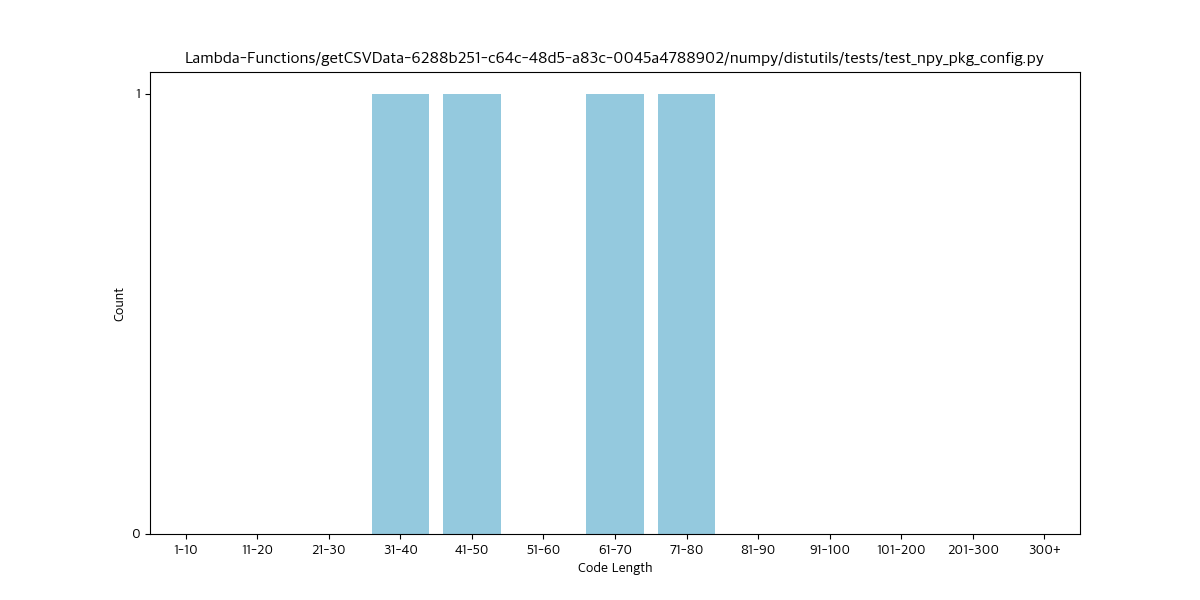 Lambda-Functions/getCSVData-6288b251-c64c-48d5-a83c-0045a4788902/numpy/distutils/tests/test_npy_pkg_config.py
1
Count
0
1-10 11-20 21-30 31-40 41-50 51-60 61-70 71-80 81-90 91-100 101-200 201-300 300+
Code Length